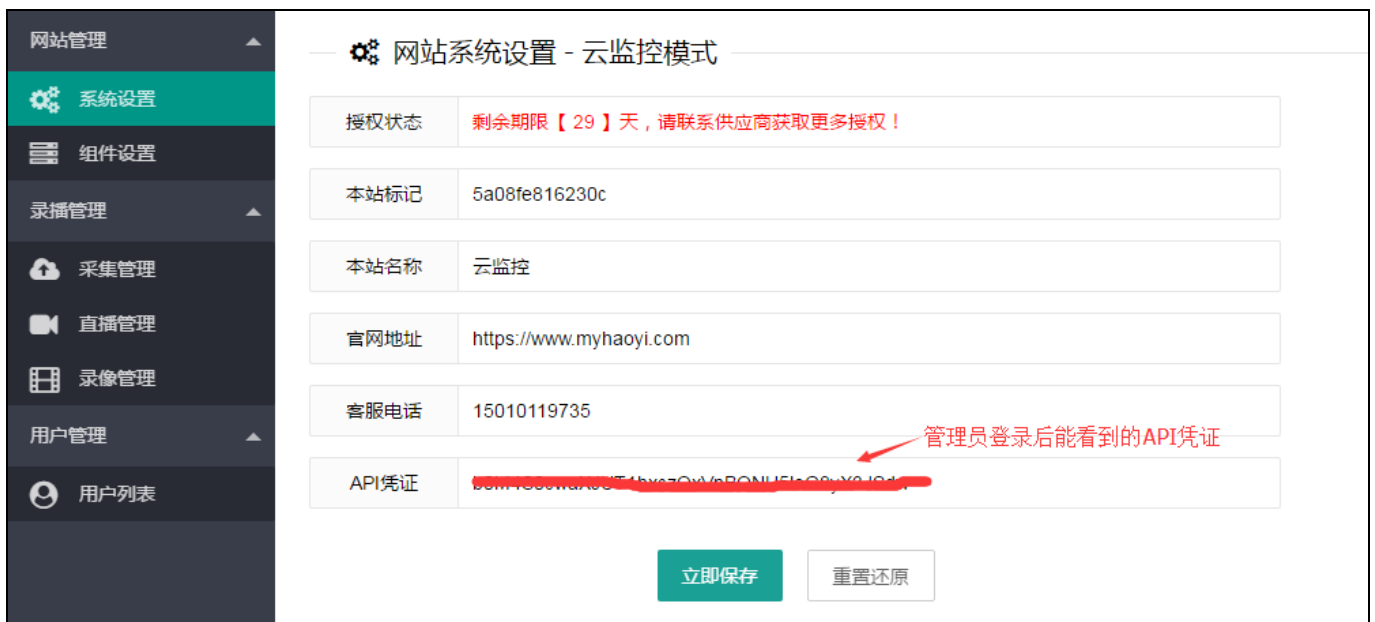 网站管理
系统设置
组件设置
录播管理
采集管理
直播管理
录像管理
用户管理
用户列表
网站系统设置 - 云监控模式
授权状态 剩余期限【 29 】天，请联系供应商获取更多授权！
本站标记 5a08fe816230c
本站名称 云监控
官网地址 https://www.myhaoyi.com
客服电话 15010119735
管理员登录后能看到的API凭证
API凭证
立即保存 重置还原